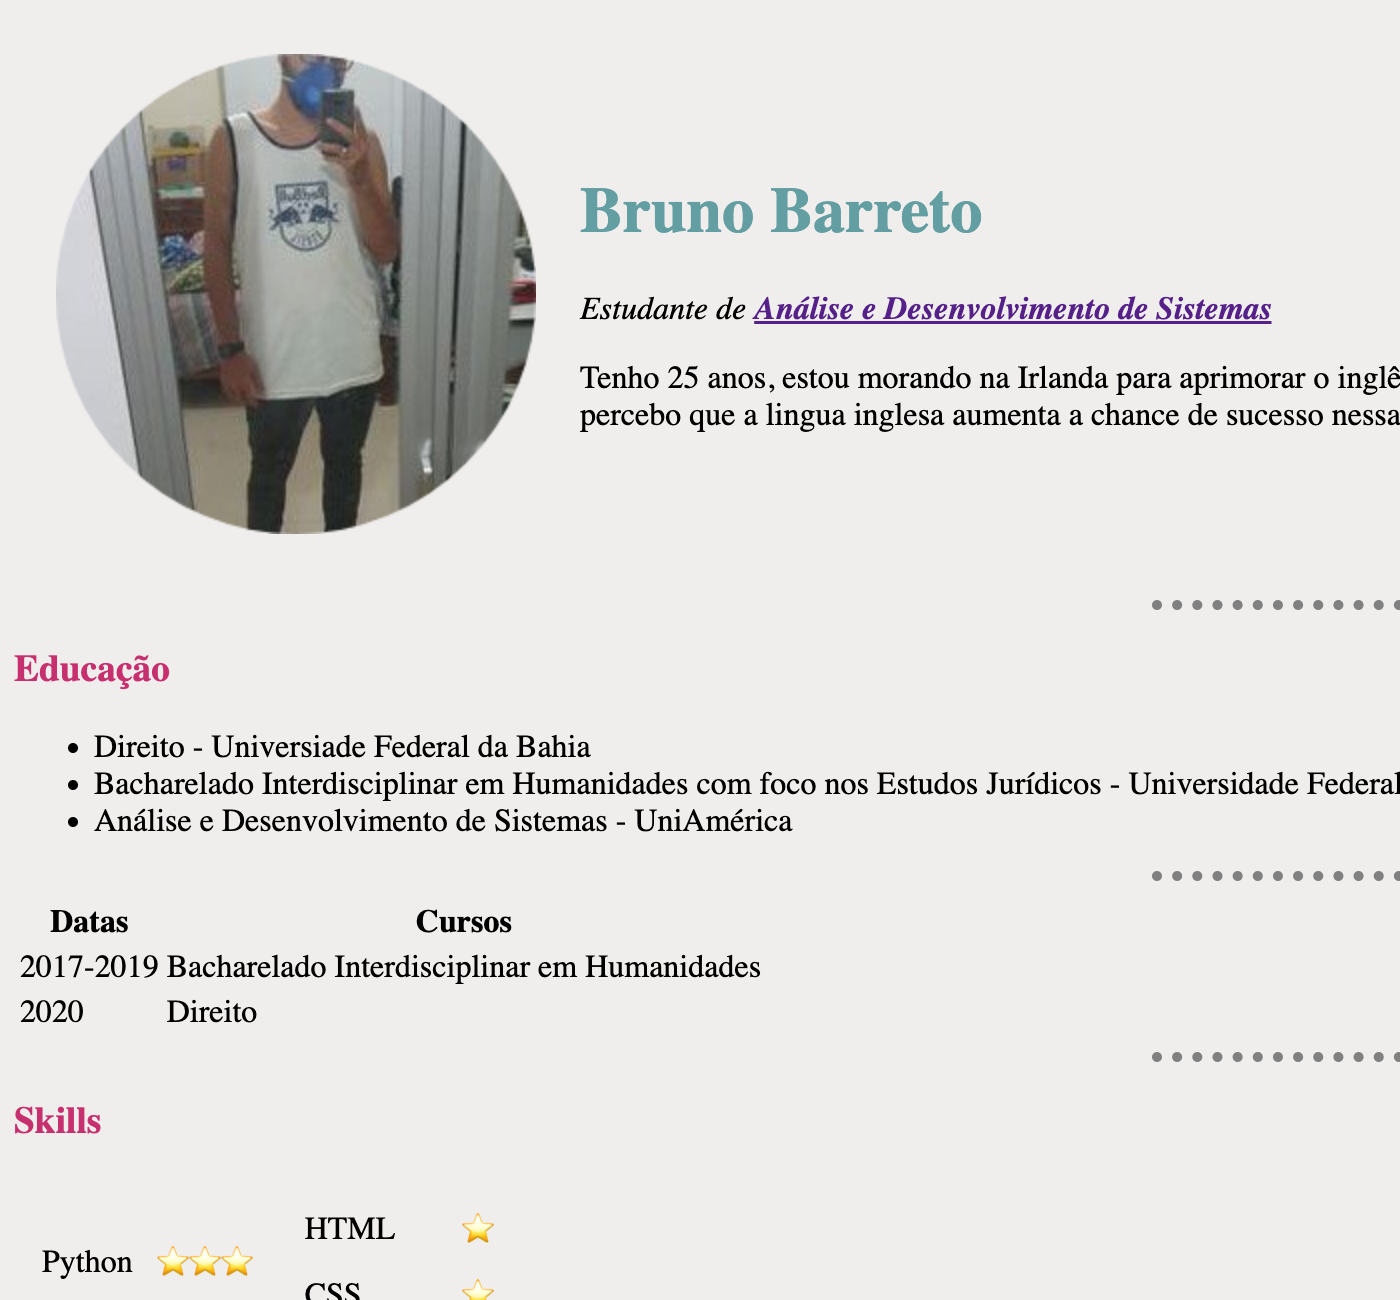 Bruno Barreto
Estudante de Análise e Desenvolvimento de Sistemas
Tenho 25 anos, estou morando na Irlanda para aprimorar o inglê
percebo que a lingua inglesa aumenta a chance de sucesso nessa
Educação
Direito - Universiade Federal da Bahia
Bacharelado Interdisciplinar em Humanidades com foco nos Estudos Jurídicos - Universidade Federal
Análise e Desenvolvimento de Sistemas - UniAmérica
Datas Cursos
2017-2019 Bacharelado Interdisciplinar em Humanidades
2020 Direito
Skills
HTML
Python
CSS